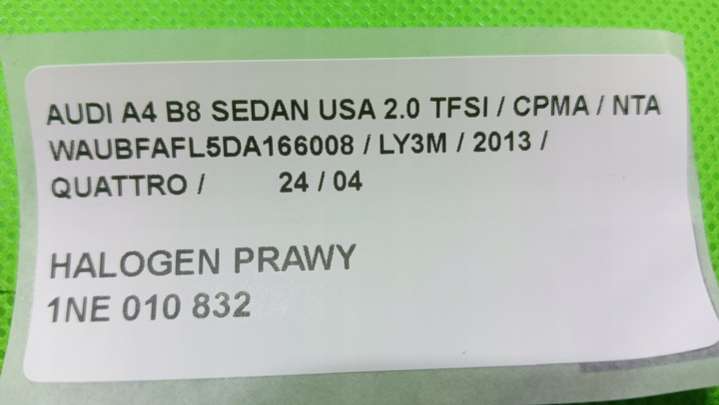 AUDI A4 B8 SEDAN USA 2.0 TFSI / CPMA / NTA
WAUBFAFL5DA166008 / LY3M / 2013 /
QUATTRO / 24 / 04
HALOGEN PRAWY
1NE 010 832